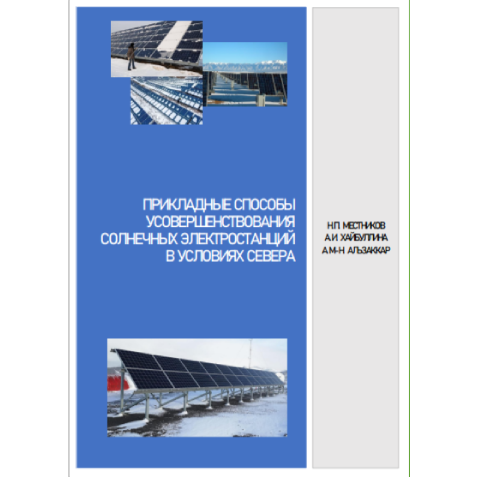 ПРИКЛАДНЫЕ СПОСОБЫ
УСОВЕРШЕНСТВОВАНИЯ
СОЛНЕЧНЫХ ЭЛЕКТРОСТАНЦИЙ
В УСЛОВИЯХ СЕВЕРА
Н.П. МЕСТНИКОВ
А.И. ХАЙБУЛЛИНА
А.М-Н. АЛЬЗАККАР